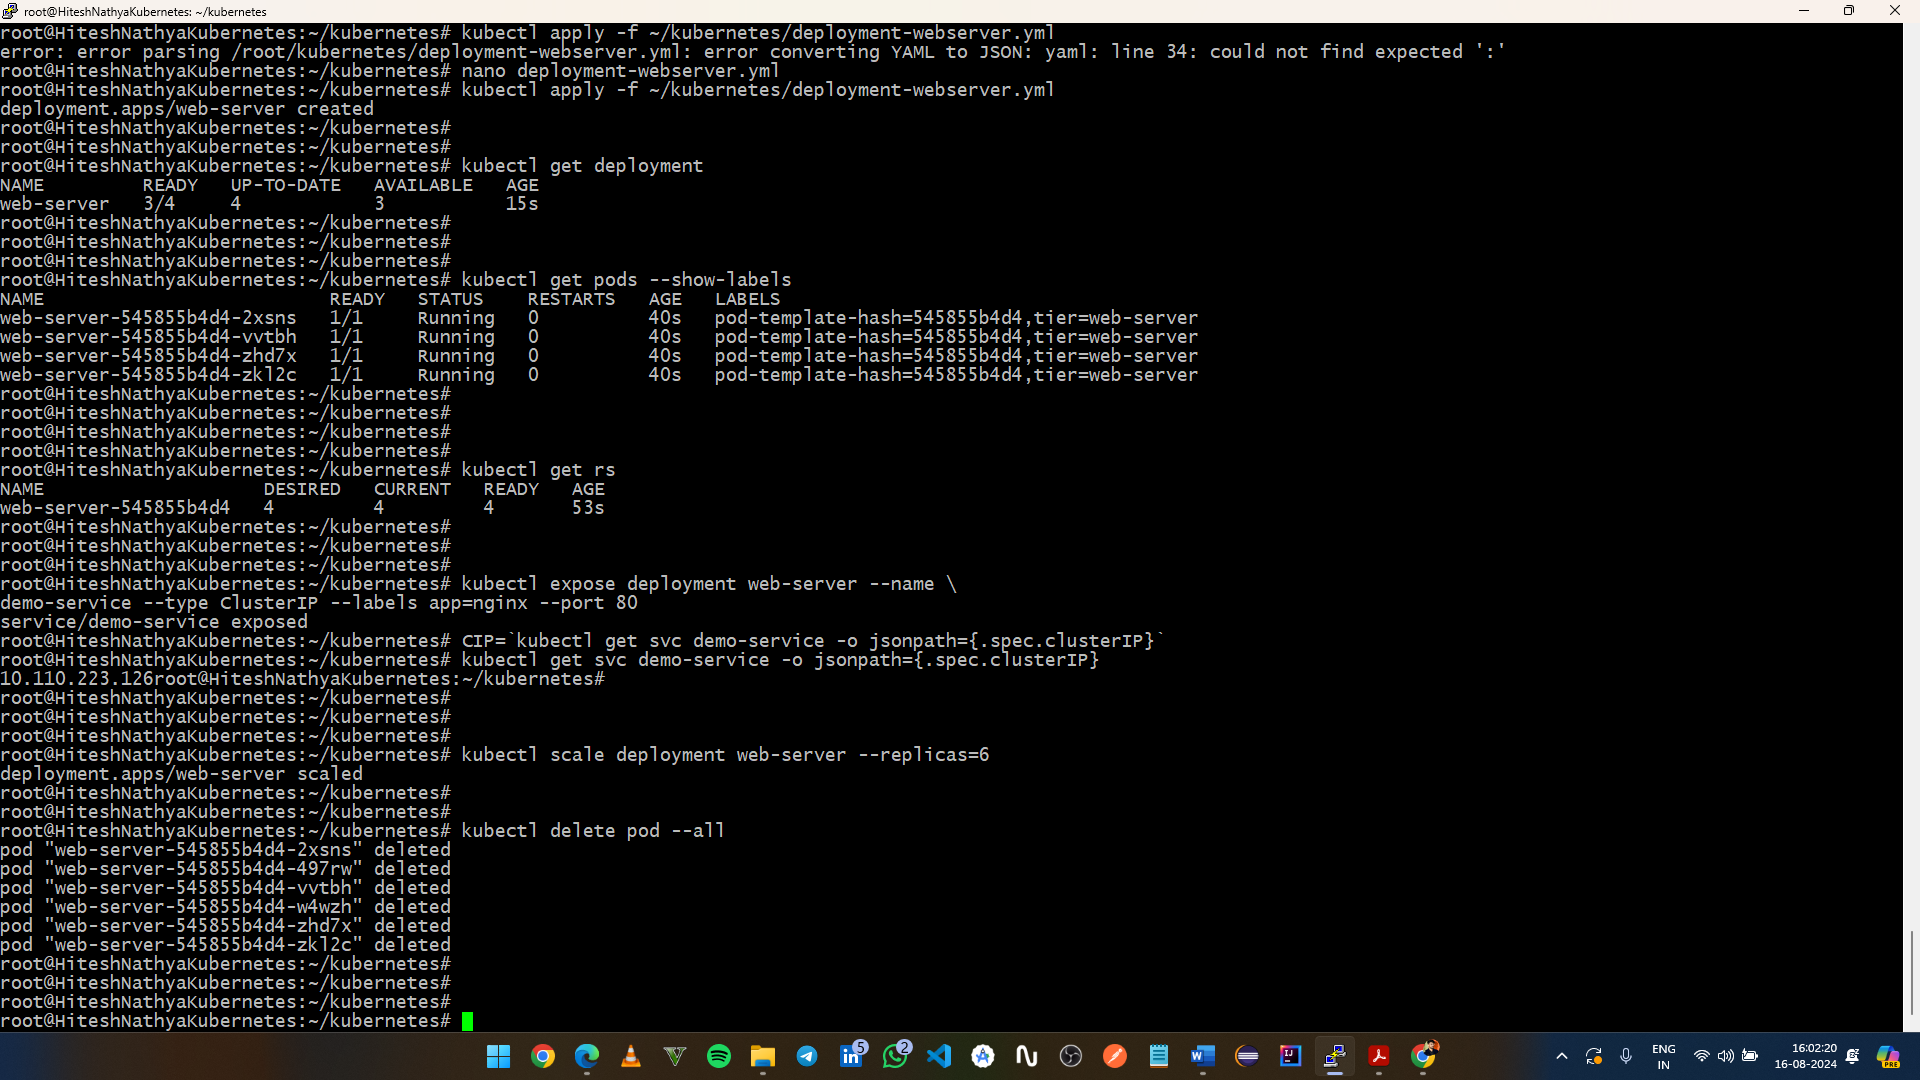 root@HiteshNathyaKubernetes: ~/kubernetes
root@HiteshNathyaKubernetes:~/kubernetes# kubectl apply -f ~/kubernetes/deployment-webserver.yml
error: error parsing /root/kubernetes/deployment-webserver.yml: error converting YAML to JSON: yaml: line 34: could not find expected ':'
root@HiteshNathyaKubernetes:~/kubernetes# nano deployment-webserver.yml
root@HiteshNathyaKubernetes:~/kubernetes# kubectl apply -f ~/kubernetes/deployment-webserver.yml
deployment.apps/web-server created
root@HiteshNathyaKubernetes:~/kubernetes#
root@HiteshNathyaKubernetes:~/kubernetes#
root@HiteshNathyaKubernetes:~/kubernetes# kubectl get deployment
NAME         READY   UP-TO-DATE   AVAILABLE   AGE
web-server   3/4     4            3           15s
root@HiteshNathyaKubernetes:~/kubernetes#
root@HiteshNathyaKubernetes:~/kubernetes#
root@HiteshNathyaKubernetes:~/kubernetes#
root@HiteshNathyaKubernetes:~/kubernetes# kubectl get pods --show-labels
NAME                          READY   STATUS    RESTARTS   AGE   LABELS
web-server-545855b4d4-2xsns   1/1     Running   0          40s   pod-template-hash=545855b4d4,tier=web-server
web-server-545855b4d4-vvtbh   1/1     Running   0          40s   pod-template-hash=545855b4d4,tier=web-server
web-server-545855b4d4-zhd7x   1/1     Running   0          40s   pod-template-hash=545855b4d4,tier=web-server
web-server-545855b4d4-zkl2c   1/1     Running   0          40s   pod-template-hash=545855b4d4,tier=web-server
root@HiteshNathyaKubernetes:~/kubernetes#
root@HiteshNathyaKubernetes:~/kubernetes#
root@HiteshNathyaKubernetes:~/kubernetes#
root@HiteshNathyaKubernetes:~/kubernetes#
root@HiteshNathyaKubernetes:~/kubernetes# kubectl get rs
NAME                    DESIRED   CURRENT   READY   AGE
web-server-545855b4d4   4         4         4       53s
root@HiteshNathyaKubernetes:~/kubernetes#
root@HiteshNathyaKubernetes:~/kubernetes#
root@HiteshNathyaKubernetes:~/kubernetes#
root@HiteshNathyaKubernetes:~/kubernetes# kubectl expose deployment web-server --name \
demo-service --type ClusterIP --labels app=nginx --port 80
service/demo-service exposed
root@HiteshNathyaKubernetes:~/kubernetes# CIP=`kubectl get svc demo-service -o jsonpath={.spec.clusterIP}`
root@HiteshNathyaKubernetes:~/kubernetes# kubectl get svc demo-service -o jsonpath={.spec.clusterIP}
10.110.223.126root@HiteshNathyaKubernetes:~/kubernetes#
root@HiteshNathyaKubernetes:~/kubernetes#
root@HiteshNathyaKubernetes:~/kubernetes#
root@HiteshNathyaKubernetes:~/kubernetes#
root@HiteshNathyaKubernetes:~/kubernetes# kubectl scale deployment web-server --replicas=6
deployment.apps/web-server scaled
root@HiteshNathyaKubernetes:~/kubernetes#
root@HiteshNathyaKubernetes:~/kubernetes#
root@HiteshNathyaKubernetes:~/kubernetes# kubectl delete pod --all
pod "web-server-545855b4d4-2xsns" deleted
pod "web-server-545855b4d4-497rw" deleted
pod "web-server-545855b4d4-vvtbh" deleted
pod "web-server-545855b4d4-w4wzh" deleted
pod "web-server-545855b4d4-zhd7x" deleted
pod "web-server-545855b4d4-zkl2c" deleted
root@HiteshNathyaKubernetes:~/kubernetes#
root@HiteshNathyaKubernetes:~/kubernetes#
root@HiteshNathyaKubernetes:~/kubernetes#
root@HiteshNathyaKubernetes:~/kubernetes#
5
2
ENG
IN
16:02:20
16-08-2024
PRE